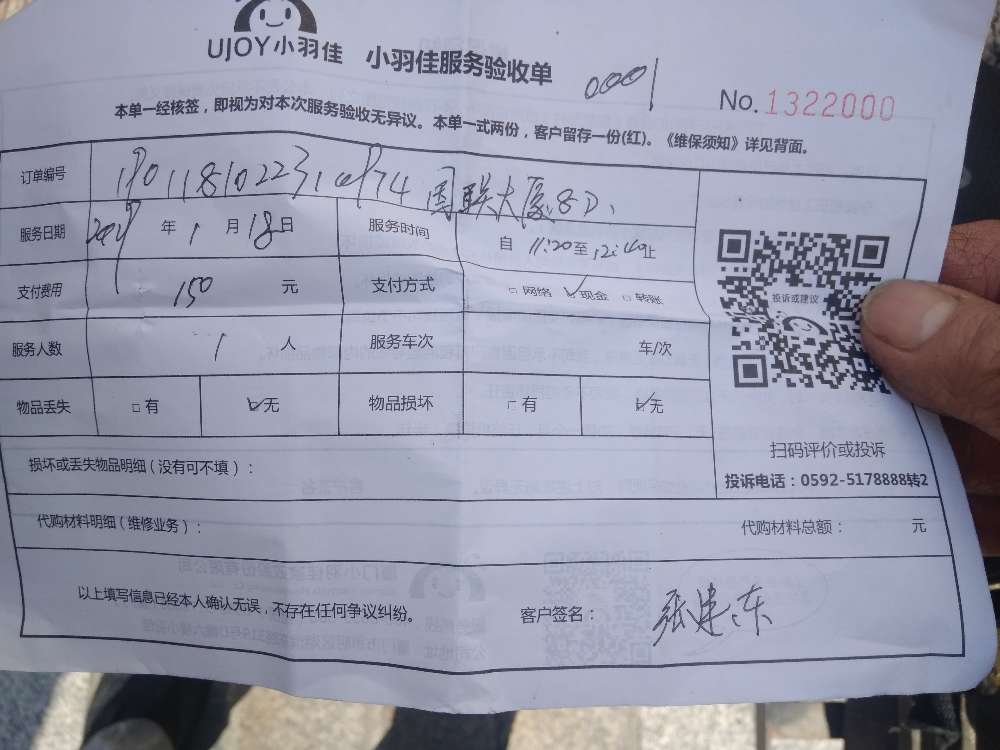 UJOY小羽佳 小羽佳服务验收单 0001 No. 1322000
本单一经核签，即视为对本次服务验收无异议。本单一式两份，客户留存一份(红)。《维保须知》详见背面。
订单编号 国联大厦8D
服务日期 年 1 月 18 日 服务时间 自 11:20 至 12:40 止
支付费用 150 元 支付方式 □ 网络 ☑ 现金 □ 转账
服务人数 1 人 服务车次 车/次
物品丢失 □ 有 ☑ 无 物品损坏 □ 有 ☑ 无
投诉或建议
扫码评价或投诉
投诉电话：0592-5178888转2
损坏或丢失物品明细（没有可不填）：
代购材料明细（维修业务）： 代购材料总额： 元
以上填写信息已经本人确认无误，不存在任何争议纠纷。 客户签名： 张建东